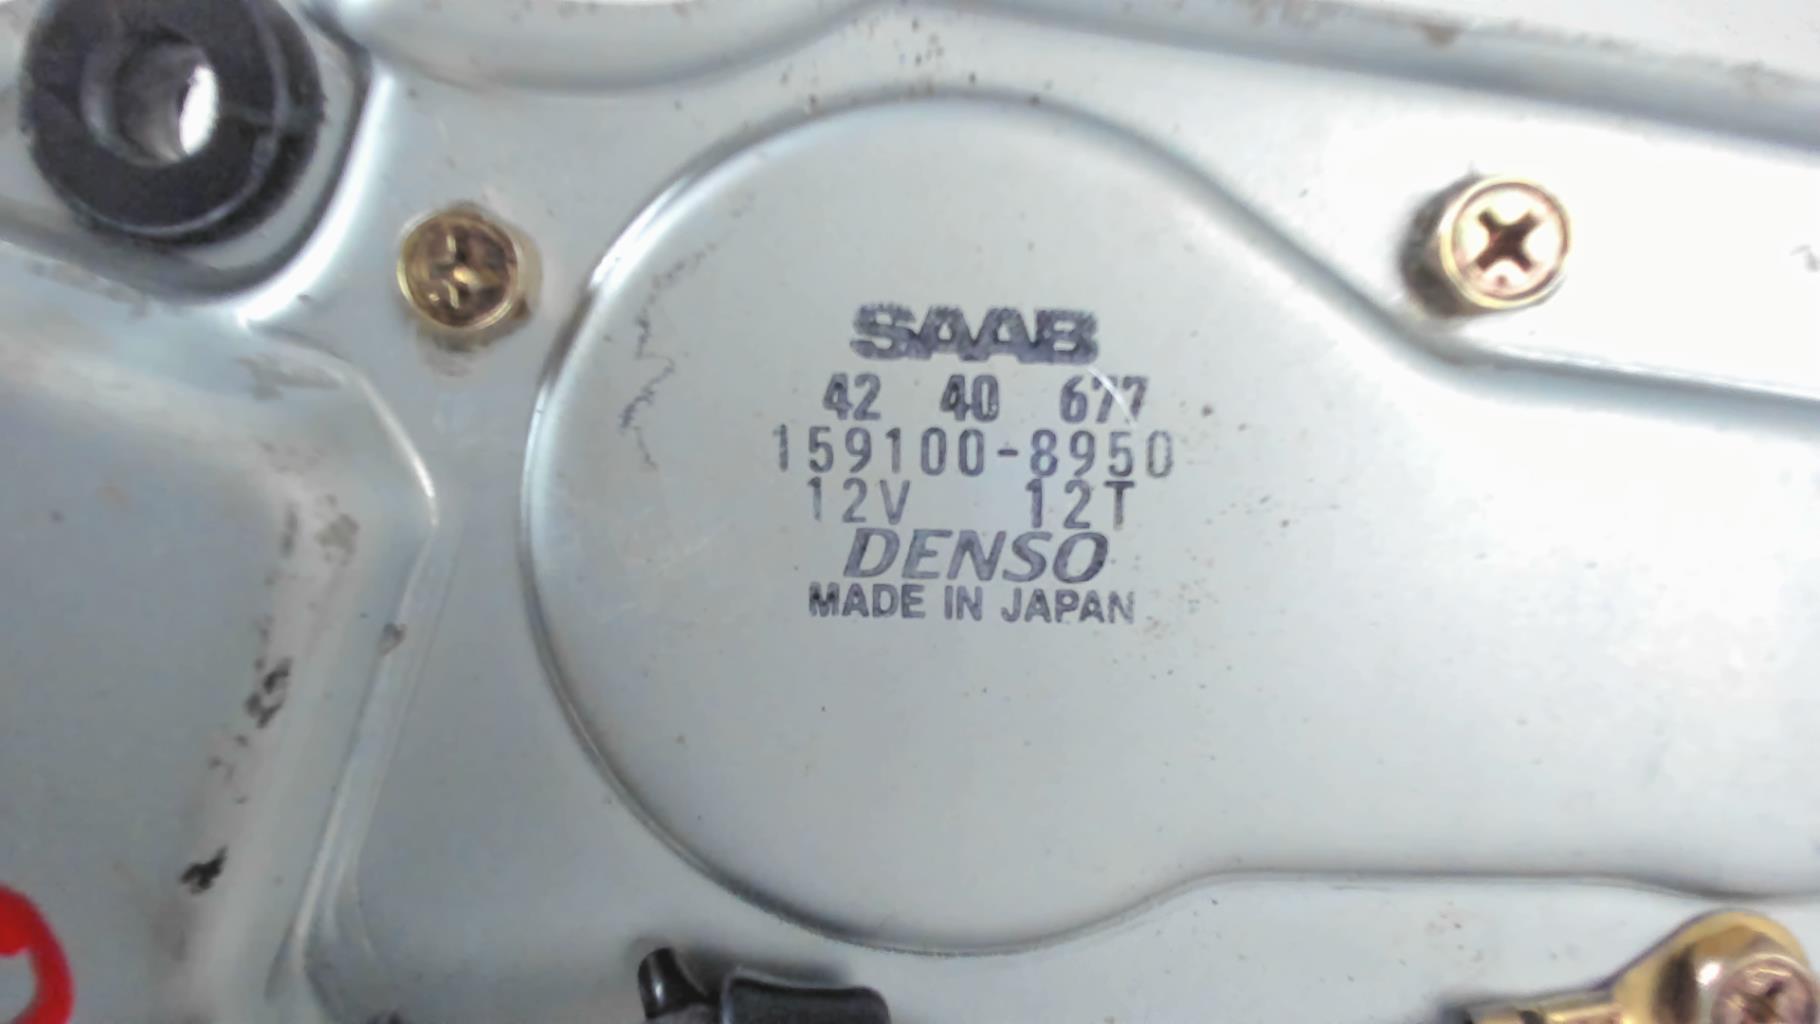 SAAB
42 40 677
159100-8950
12V 12T
DENSO
MADE IN JAPAN